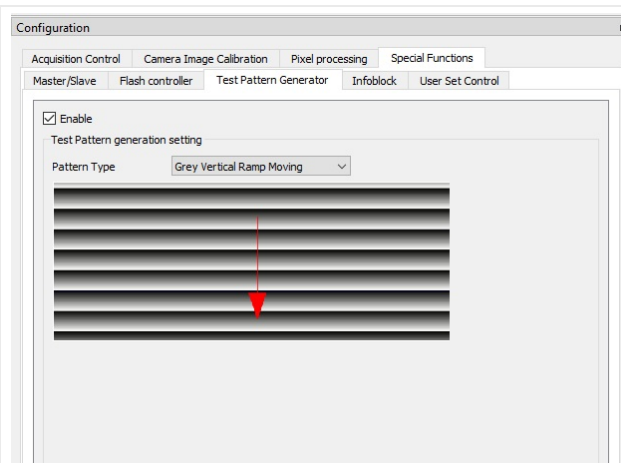 Configuration
Acquisition Control Camera Image Calibration Pixel processing Special Functions
Master/Slave Flash controller Test Pattern Generator Infoblock User Set Control
Enable
Test Pattern generation setting
Pattern Type Grey Vertical Ramp Moving